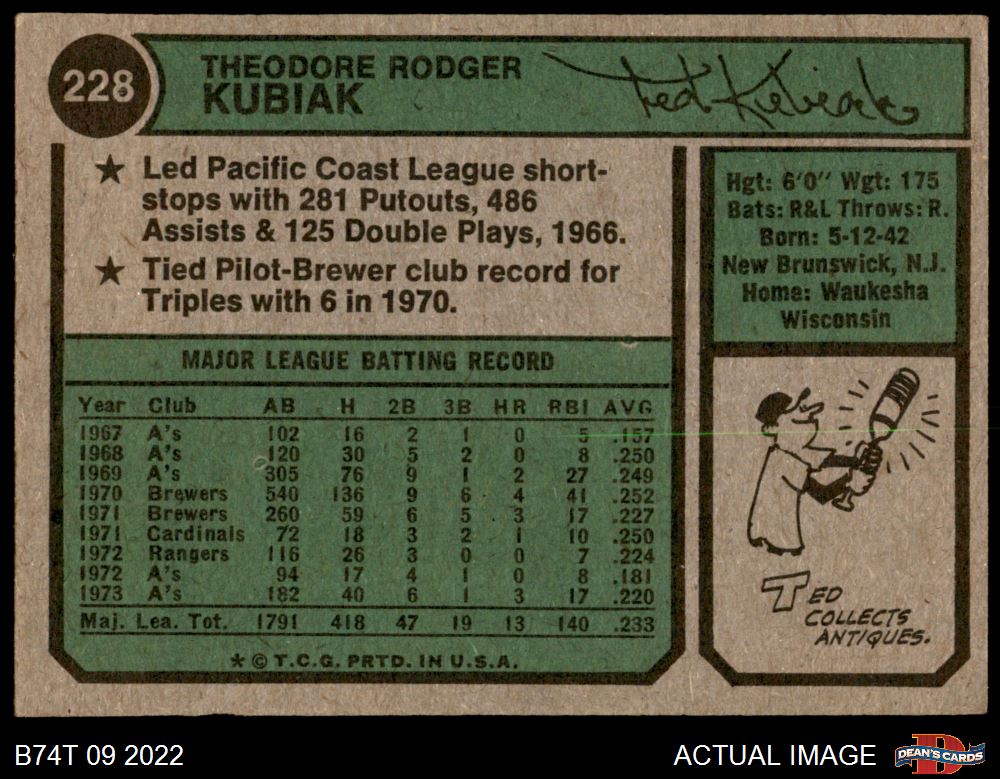 228
THEODORE RODGER
KUBIAK
Ted Kubiak
★ Led Pacific Coast League short-
stops with 281 Putouts, 486
Assists & 125 Double Plays, 1966.
★ Tied Pilot-Brewer club record for
Triples with 6 in 1970.
Hgt: 6'0" Wgt: 175
Bats: R&L Throws: R.
Born: 5-12-42
New Brunswick, N.J.
Home: Waukesha
Wisconsin
MAJOR LEAGUE BATTING RECORD
Year Club AB H 2B 3B HR RBI AVG
1967 A's 102 16 2 1 0 5 .157
1968 A's 120 30 5 2 0 8 .250
1969 A's 305 76 9 1 2 27 .249
1970 Brewers 540 136 9 6 4 41 .252
1971 Brewers 260 59 6 5 3 17 .227
1971 Cardinals 72 18 3 2 1 10 .250
1972 Rangers 116 26 3 0 0 7 .224
1972 A's 94 17 4 1 0 8 .181
1973 A's 182 40 6 1 3 17 .220
Maj. Lea. Tot. 1791 418 47 19 13 140 .233
* © T.C.G. PRTD. IN U.S.A.
TED
COLLECTS
ANTIQUES.
B74T 09 2022
ACTUAL IMAGE
D
DEAN'S CARDS